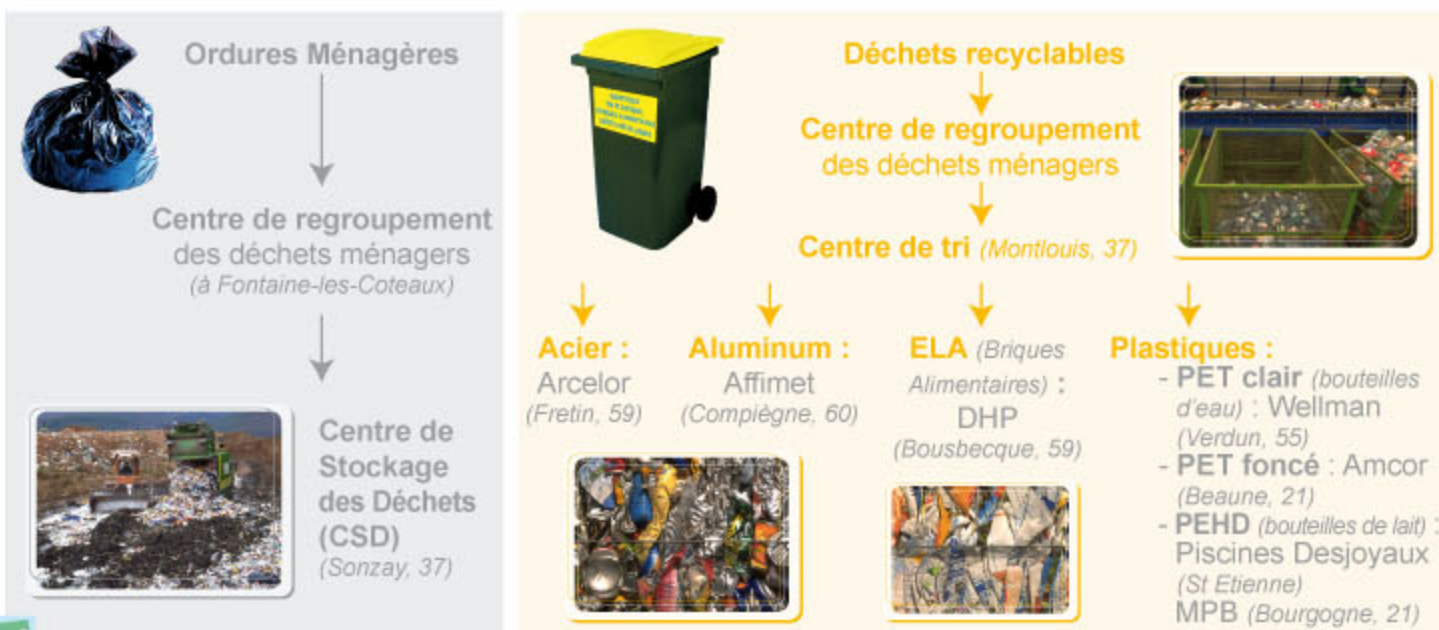 Ordures Ménagères
Centre de regroupement
des déchets ménagers
(à Fontaine-les-Coteaux)
Centre de
Stockage
des Déchets
(CSD)
(Sonzay, 37)
Déchets recyclables
Centre de regroupement
des déchets ménagers
Centre de tri (Montlouis, 37)
Acier :
Arcelor
(Fretin, 59)
Aluminum :
Affimet
(Compiègne, 60)
ELA (Briques
Alimentaires) :
DHP
(Bousbecque, 59)
Plastiques :
- PET clair (bouteilles
d'eau) : Wellman
(Verdun, 55)
- PET foncé : Amcor
(Beaune, 21)
- PEHD (bouteilles de lait) :
Piscines Desjoyaux
(St Etienne)
MPB (Bourgogne, 21)